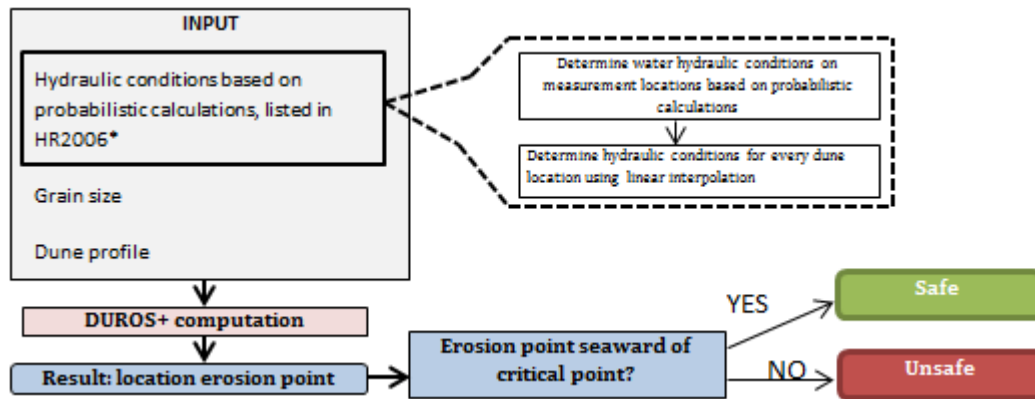 INPUT
Hydraulic conditions based on
probabilistic calculations, listed in
HR2006*
Grain size
Dune profile
Determine water hydraulic conditions on
measurement locations based on probabilistic
calculations
Determine hydraulic conditions for every dune
location using linear interpolation
DUROS+ computation
Result: location erosion point
Erosion point seaward of
critical point?
YES
Safe
NO
Unsafe